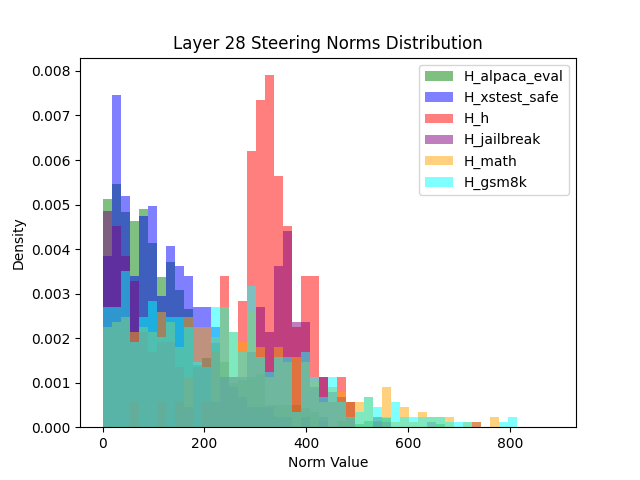 Layer 28 Steering Norms Distribution
H_alpaca_eval
H_xstest_safe
H_h
H_jailbreak
H_math
H_gsm8k
Density
0.008
0.007
0.006
0.005
0.004
0.003
0.002
0.001
0.000
0 200 400 600 800
Norm Value